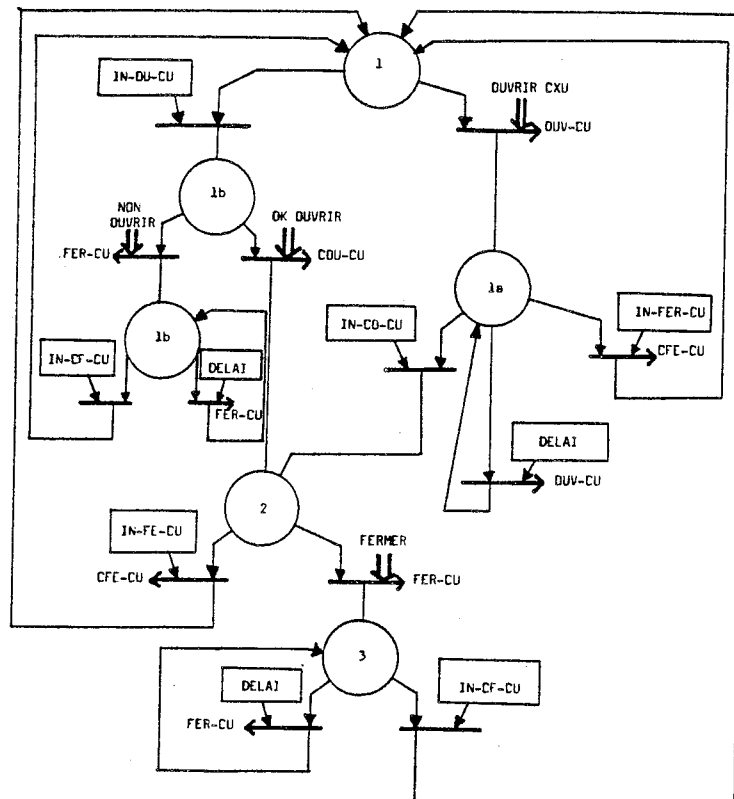 1
IN-OU-CU
OUVRIR CXU
OUV-CU
1b
NON
OUVRIR
OK OUVRIR
FER-CU
COU-CU
1a
IN-FER-CU
IN-CO-CU
1b
IN-CF-CU
DELAI
CFE-CU
FER-CU
DELAI
OUV-CU
2
IN-FE-CU
FERMER
CFE-CU
FER-CU
3
DELAI
IN-CF-CU
FER-CU